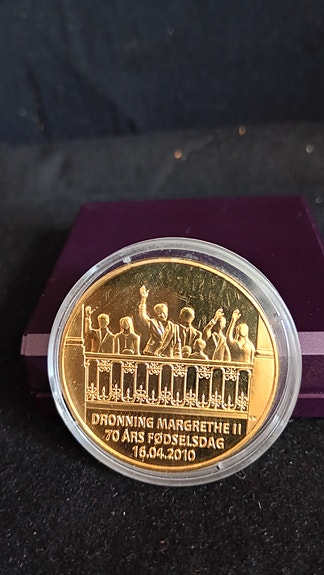 DRONNING MARGRETHE II
70 ÅRS FØDSELSDAG
16.04.2010